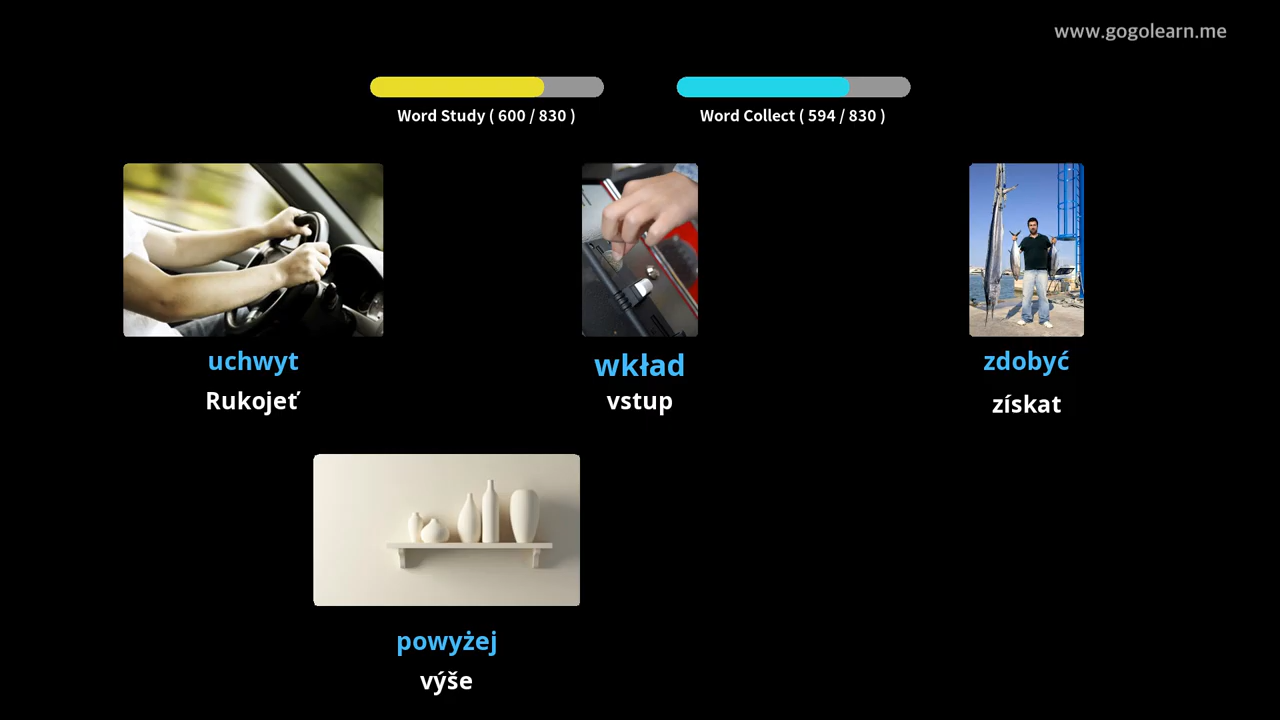 www.gogolearn.me
Word Study ( 600 / 830 )
Word Collect ( 594 / 830 )
uchwyt
Rukojeť
wkład
vstup
zdobyć
získat
powyżej
výše